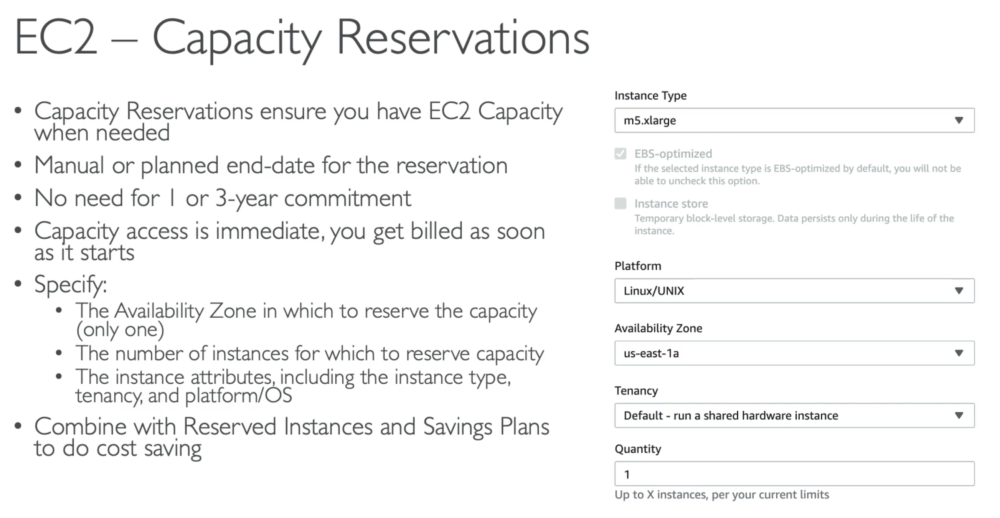 EC2 – Capacity Reservations
• Capacity Reservations ensure you have EC2 Capacity
when needed
• Manual or planned end-date for the reservation
• No need for 1 or 3-year commitment
• Capacity access is immediate, you get billed as soon
as it starts
• Specify:
• The Availability Zone in which to reserve the capacity
(only one)
• The number of instances for which to reserve capacity
• The instance attributes, including the instance type,
tenancy, and platform/OS
• Combine with Reserved Instances and Savings Plans
to do cost saving
Instance Type
m5.xlarge
EBS-optimized
If the selected instance type is EBS-optimized by default, you will not be
able to uncheck this option.
Instance store
Temporary block-level storage. Data persists only during the life of the
instance.
Platform
Linux/UNIX
Availability Zone
us-east-1a
Tenancy
Default - run a shared hardware instance
Quantity
1
Up to X instances, per your current limits